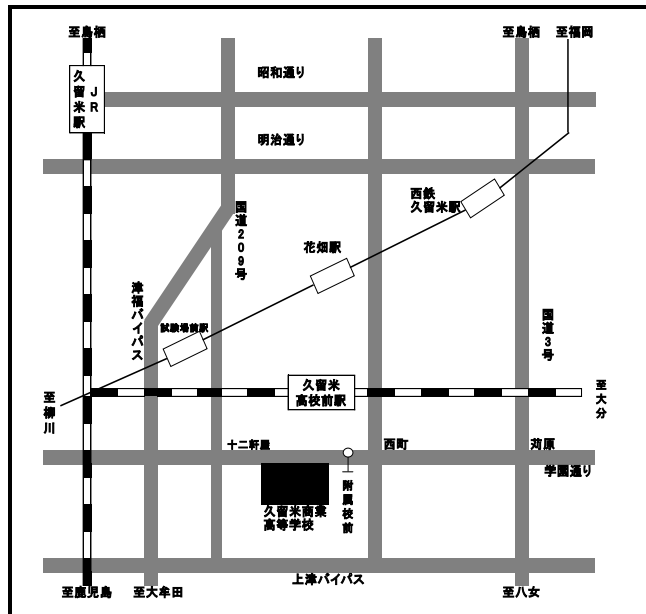 至鳥栖
至鳥栖
至福岡
久留米駅
JR
昭和通り
明治通り
西鉄
久留米駅
国道209号
花畑駅
津福バイパス
試験場前駅
国道3号
久留米
高校前駅
至柳川
至大分
十二軒屋
西町
苅原
学園通り
久留米商業
高等学校
附属校前
上津バイパス
至鹿児島
至大牟田
至八女